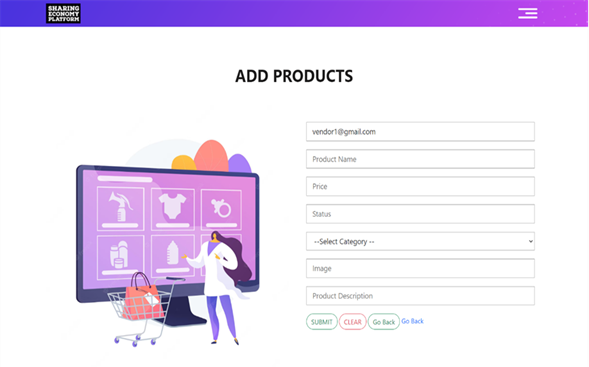 SHARING
ECONOMY
PLATFORM
ADD PRODUCTS
vendor1@gmail.com
Product Name
Price
Status
--Select Category --
Image
Product Description
SUBMIT CLEAR Go Back Go Back